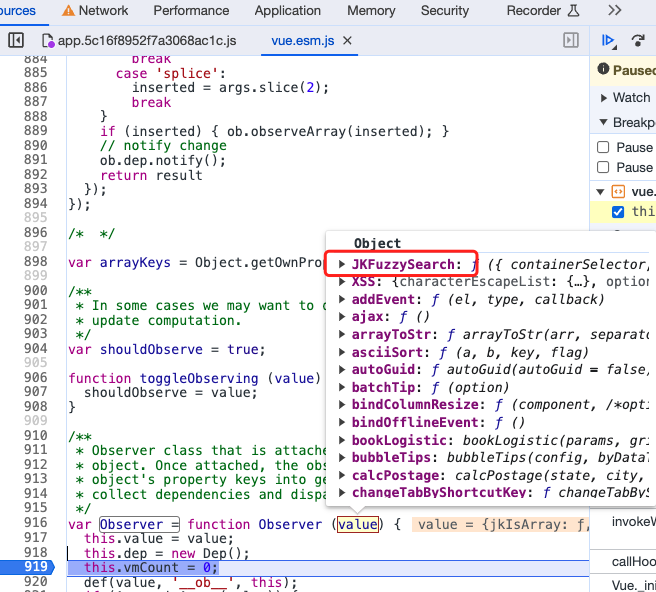 ources Network Performance Application Memory Security Recorder
app.5c16f8952f7a3068ac1c.js vue.esm.js
884 break
885 case 'splice':
886 inserted = args.slice(2);
887 break
888 }
889 if (inserted) { ob.observeArray(inserted); }
890 // notify change
891 ob.dep.notify();
892 return result
893 });
894 });
895
896 /* */
897
898 var arrayKeys = Object.getOwnPro
899
900 /**
901 * In some cases we may want to d
902 * update computation.
903 */
904 var shouldObserve = true;
905
906 function toggleObserving (value)
907 shouldObserve = value;
908 }
909
910 /**
911 * Observer class that is attache
912 * object. Once attached, the obs
913 * object's property keys into ge
914 * collect dependencies and dispa
915 */
916 var Observer = function Observer (value) { value = {jkIsArray: f,
917 this.value = value;
918 this.dep = new Dep();
919 this.vmCount = 0;
920 def(value, '__ob__', this);
Object
JKFuzzySearch: f ({ containerSelector,
XSS: {characterEscapeList: {…}, option
addEvent: f (el, type, callback)
ajax: f ()
arrayToStr: f arrayToStr(arr, separato
asciiSort: f (a, b, key, flag)
autoGuid: f autoGuid(autoGuid = false,
batchTip: f (option)
bindColumnResize: f (component, /*opti
bindOfflineEvent: f ()
bookLogistic: f bookLogistic(params, gri
bubbleTips: f bubbleTips(config, byDataT
calcPostage: f calcPostage(state, city,
changeTabByShortcutKey: f changeTabByS
Paused
Watch
Breakpo
Pause
Pause
vue.
this
invokeW
callHoo
Vue._ini